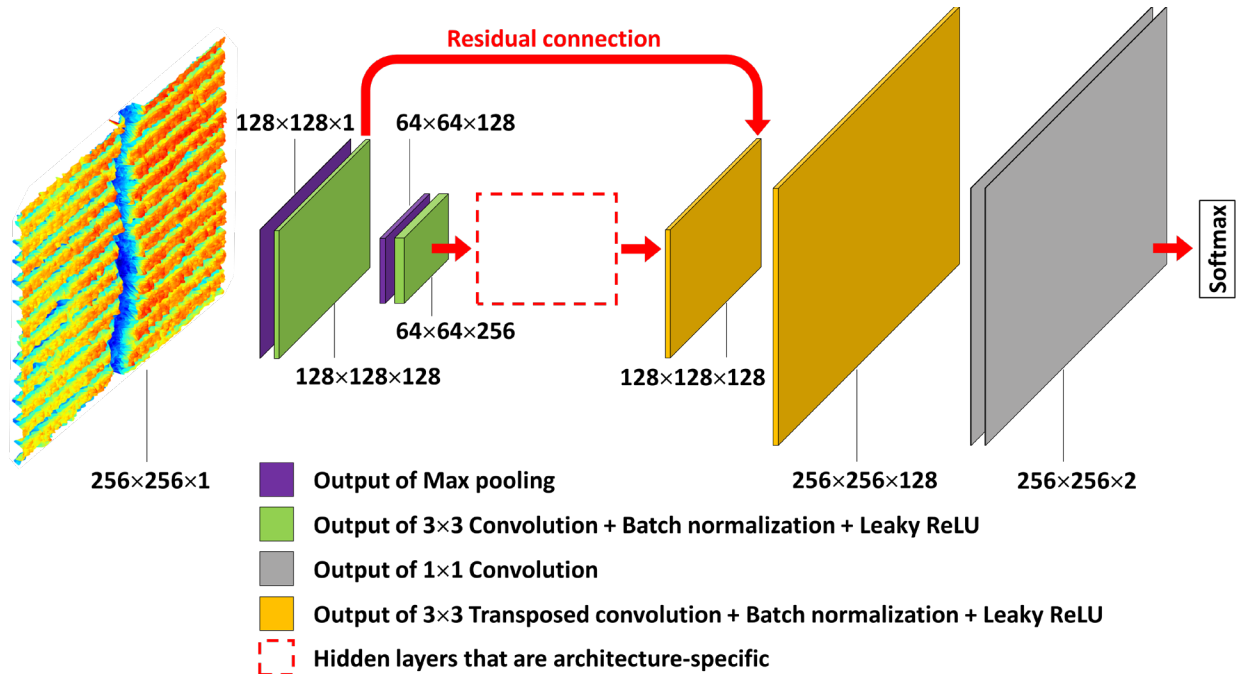 Residual connection
128×128×1
64×64×128
64×64×256
128×128×128
128×128×128
256×256×1
256×256×128
256×256×2
Softmax
Output of Max pooling
Output of 3×3 Convolution + Batch normalization + Leaky ReLU
Output of 1×1 Convolution
Output of 3×3 Transposed convolution + Batch normalization + Leaky ReLU
Hidden layers that are architecture-specific